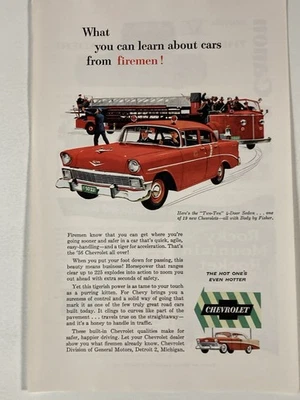 What
you can learn about cars
from firemen!
Here's the "Two-Ten" 2-Door Sedan . . . one
of 19 new Chevrolets—all with Body by Fisher.
Firemen know that you can get where you're
going sooner and safer in a car that's quick, agile,
easy-handling—and a tiger for assurance.
That's the '56 Chevrolet all over!
When you put your foot down for passing, this
beauty means business! Horsepower that ranges
clear up to 225 explodes into action to zoom you
out ahead with extra seconds of safety.
Yet this tigerish power is as tame to your touch
as a purring kitten. For Chevy brings you a
sureness of control and a solid way of going that
mark it as one of the few truly great road cars
built today. It clings to curves like part of the
pavement . . . travels true on the straightaway—
and it's a honey to handle in traffic.
These built-in Chevrolet qualities make for
safer, happier driving. Let your Chevrolet dealer
show you what firemen already know. Chevrolet
Division of General Motors, Detroit 2, Michigan.
THE HOT ONE'S
EVEN HOTTER
CHEVROLET